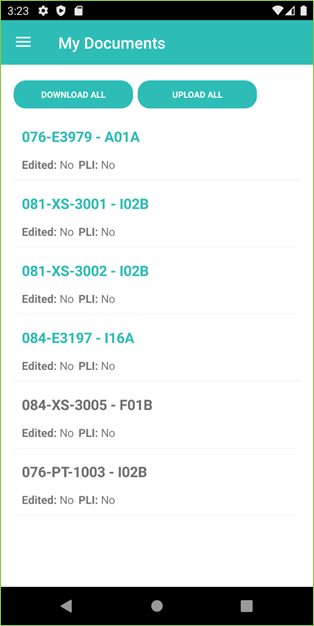 3:23
My Documents
DOWNLOAD ALL UPLOAD ALL
076-E3979 - A01A
Edited: No PLI: No
081-XS-3001 - I02B
Edited: No PLI: No
081-XS-3002 - I02B
Edited: No PLI: No
084-E3197 - I16A
Edited: No PLI: No
084-XS-3005 - F01B
Edited: No PLI: No
076-PT-1003 - I02B
Edited: No PLI: No